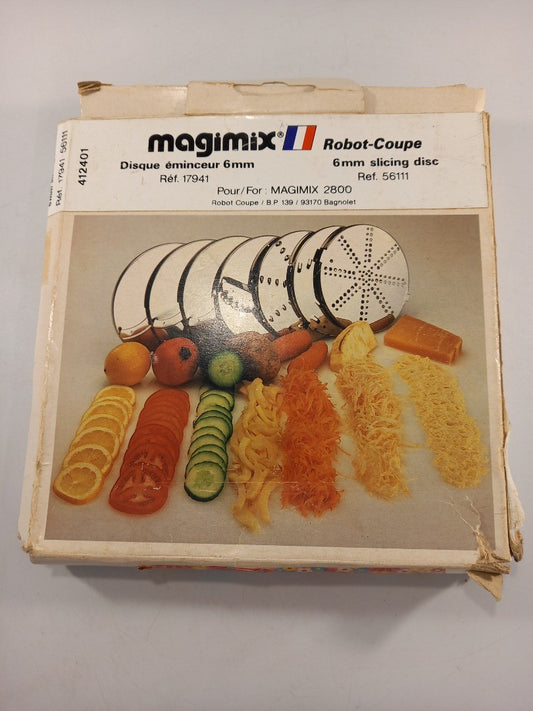 magimix® Robot-Coupe
Disque éminceur 6mm
6mm slicing disc
Réf. 17941
Ref. 56111
Pour/For : MAGIMIX 2800
Robot Coupe / B.P 139 / 93170 Bagnolet
412401
Réf. 17941 56111